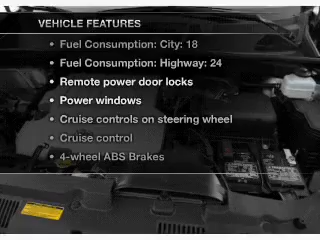 VEHICLE FEATURES
• Fuel Consumption: City: 18
• Fuel Consumption: Highway: 24
• Remote power door locks
• Power windows
• Cruise controls on steering wheel
• Cruise control
• 4-wheel ABS Brakes